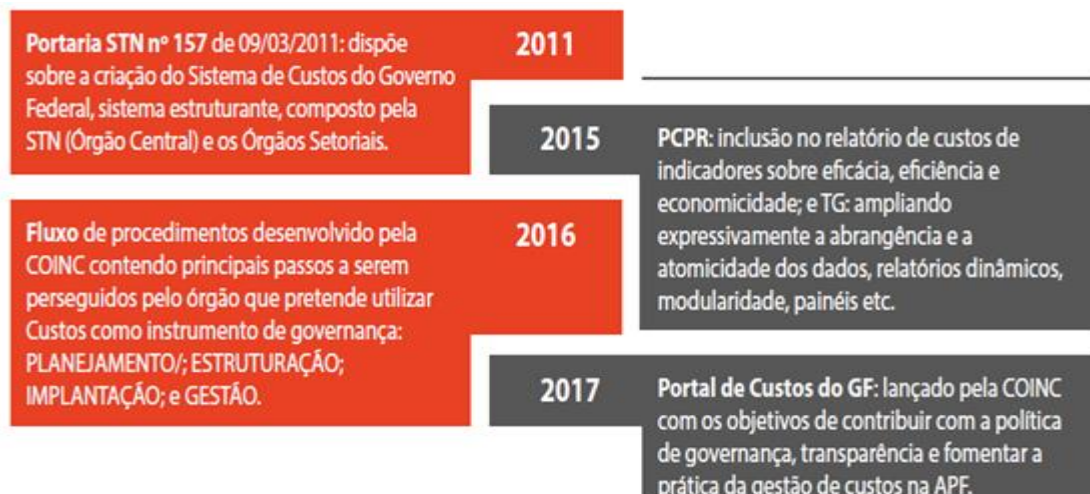 Portaria STN nº 157 de 09/03/2011: dispõe
sobre a criação do Sistema de Custos do Governo
Federal, sistema estruturante, composto pela
STN (Órgão Central) e os Órgãos Setoriais.
2011
2015
PCPR: inclusão no relatório de custos de
indicadores sobre eficácia, eficiência e
economicidade; e TG: ampliando
expressivamente a abrangência e a
atomicidade dos dados, relatórios dinâmicos,
modularidade, painéis etc.
Fluxo de procedimentos desenvolvido pela
COINC contendo principais passos a serem
perseguidos pelo órgão que pretende utilizar
Custos como instrumento de governança:
PLANEJAMENTO/; ESTRUTURAÇÃO;
IMPLANTAÇÃO; e GESTÃO.
2016
2017
Portal de Custos do GF: lançado pela COINC
com os objetivos de contribuir com a política
de governança, transparência e fomentar a
prática da gestão de custos na APF.